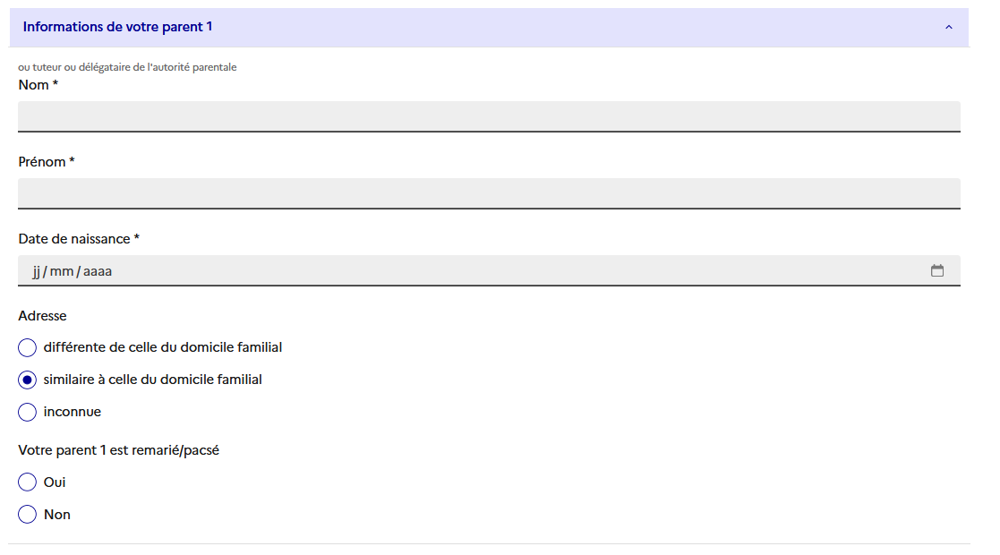 Informations de votre parent 1
ou tuteur ou délégataire de l'autorité parentale
Nom *
Prénom *
Date de naissance *
jj / mm / aaaa
Adresse
différente de celle du domicile familial
similaire à celle du domicile familial
inconnue
Votre parent 1 est remarié/pacsé
Oui
Non